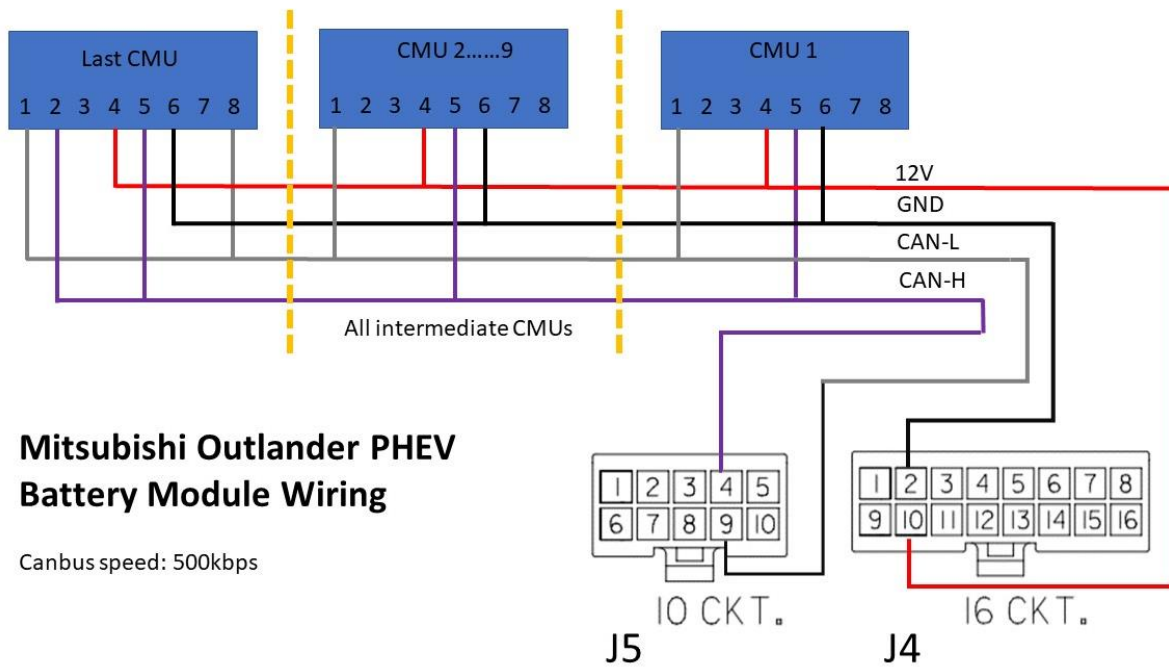 Last CMU
CMU 2......9
CMU 1
1 2 3 4 5 6 7 8
1 2 3 4 5 6 7 8
1 2 3 4 5 6 7 8
12V
GND
CAN-L
CAN-H
All intermediate CMUs
Mitsubishi Outlander PHEV
Battery Module Wiring
Canbus speed: 500kbps
1 2 3 4 5
6 7 8 9 10
10 CKT.
J5
1 2 3 4 5 6 7 8
9 10 11 12 13 14 15 16
16 CKT.
J4